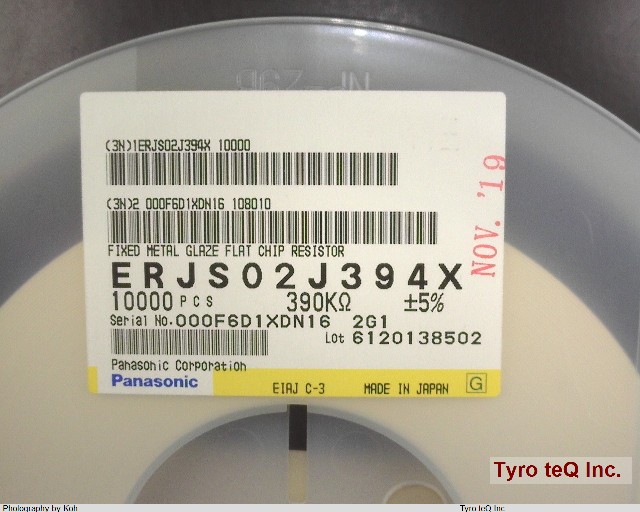 NP-296
(3N)1ERJS02J394X 10000
(3N)2 000F6D1XDN16 108010
FIXED METAL GLAZE FLAT CHIP RESISTOR
ERJS02J394X
10000 PCS 390KΩ ±5%
Serial No.000F6D1XDN16 2G1
Lot 6120138502
Panasonic Corporation
Panasonic EIAJ C-3 MADE IN JAPAN G
NOV. '19
Tyro teQ Inc.
Photography by Koh Tyro teQ Inc.